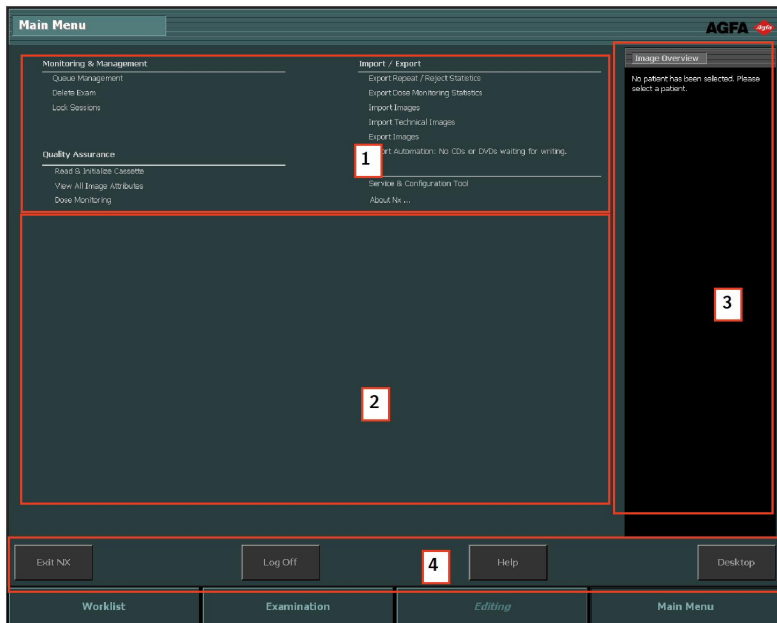 Main Menu
AGFA
Agfa
Monitoring & Management
Queue Management
Delete Exam
Lock Sessions
Quality Assurance
Read & Initialize Cassette
View All Image Attributes
Dose Monitoring
Import / Export
Export Repeat / Reject Statistics
Export Dose Monitoring Statistics
Import Images
Import Technical Images
Export Images
Automation: No CDs or DVDs waiting for writing.
Service & Configuration Tool
About Nx ...
1
2
Image Overview
No patient has been selected. Please
select a patient.
3
Exit NX
Log Off
4
Help
Desktop
Worklist
Examination
Editing
Main Menu